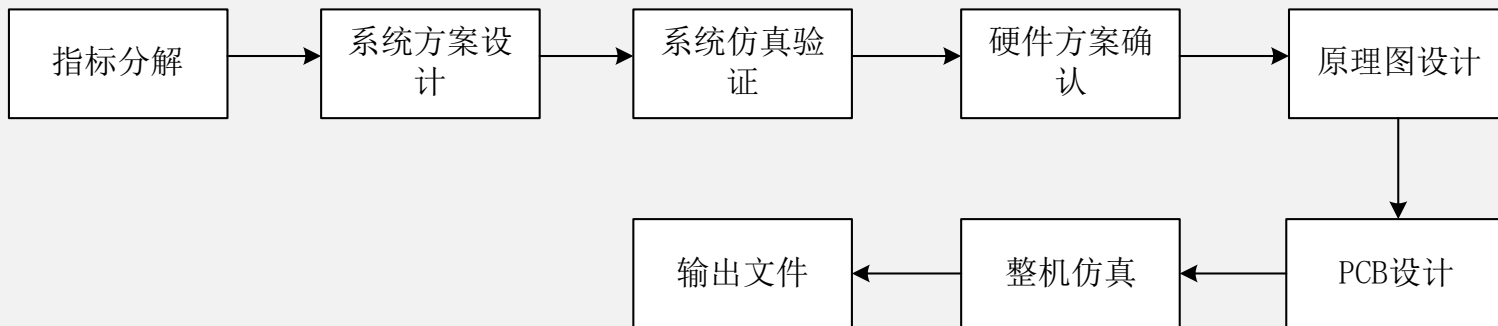 指标分解
系统方案设
计
系统仿真验
证
硬件方案确
认
原理图设计
输出文件
整机仿真
PCB设计